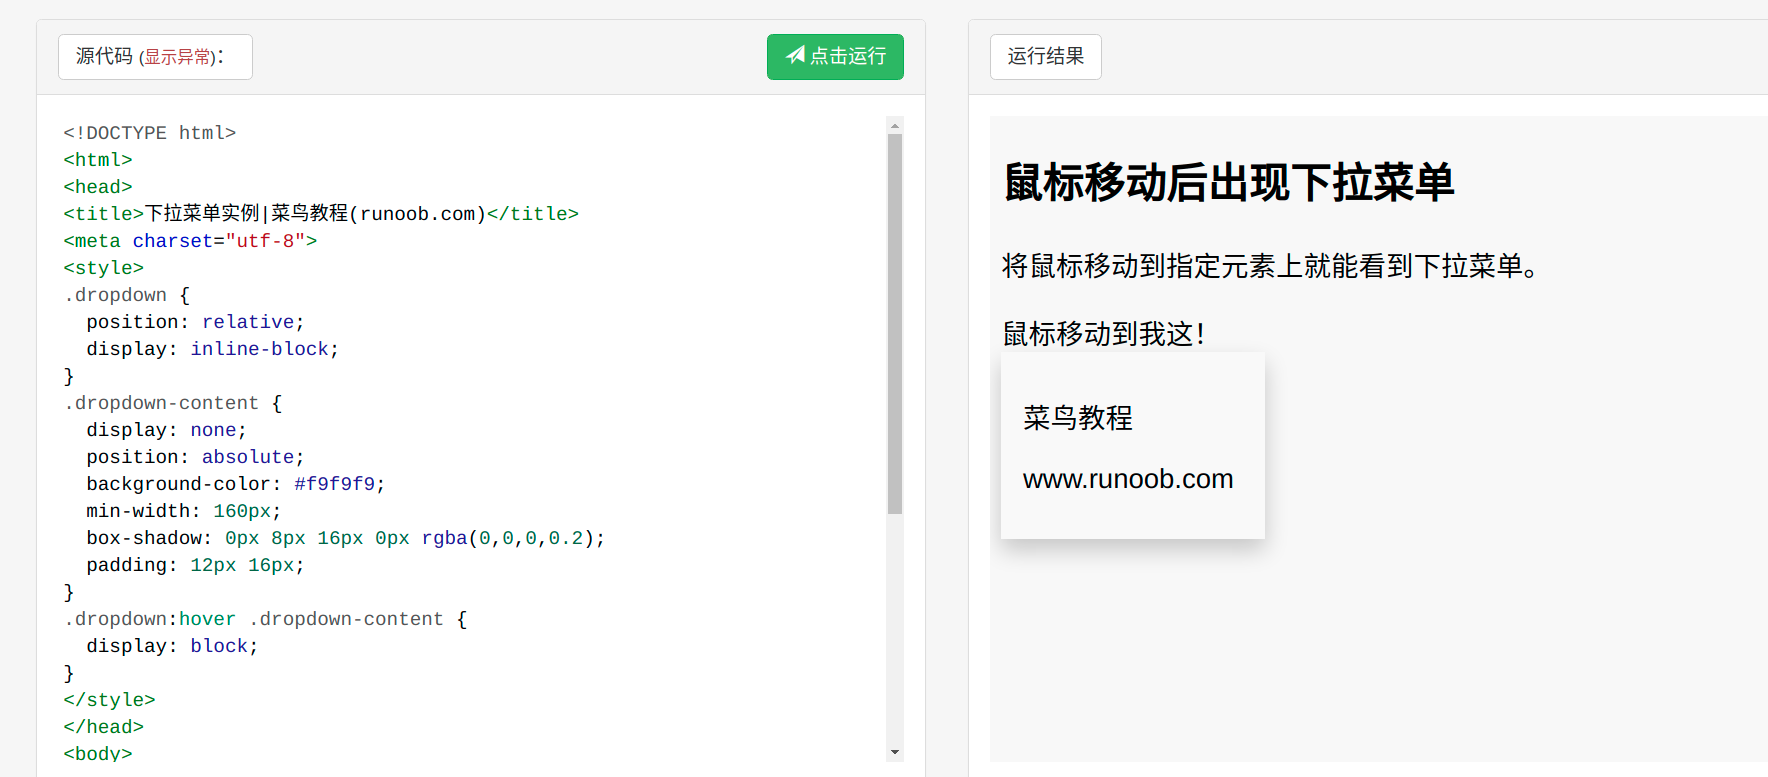 源代码 (显示异常)：
点击运行
<!DOCTYPE html>
<html>
<head>
<title>下拉菜单实例|菜鸟教程(runoob.com)</title>
<meta charset="utf-8">
<style>
.dropdown {
  position: relative;
  display: inline-block;
}
.dropdown-content {
  display: none;
  position: absolute;
  background-color: #f9f9f9;
  min-width: 160px;
  box-shadow: 0px 8px 16px 0px rgba(0,0,0,0.2);
  padding: 12px 16px;
}
.dropdown:hover .dropdown-content {
  display: block;
}
</style>
</head>
<body>
运行结果
鼠标移动后出现下拉菜单
将鼠标移动到指定元素上就能看到下拉菜单。
鼠标移动到我这！
菜鸟教程
www.runoob.com